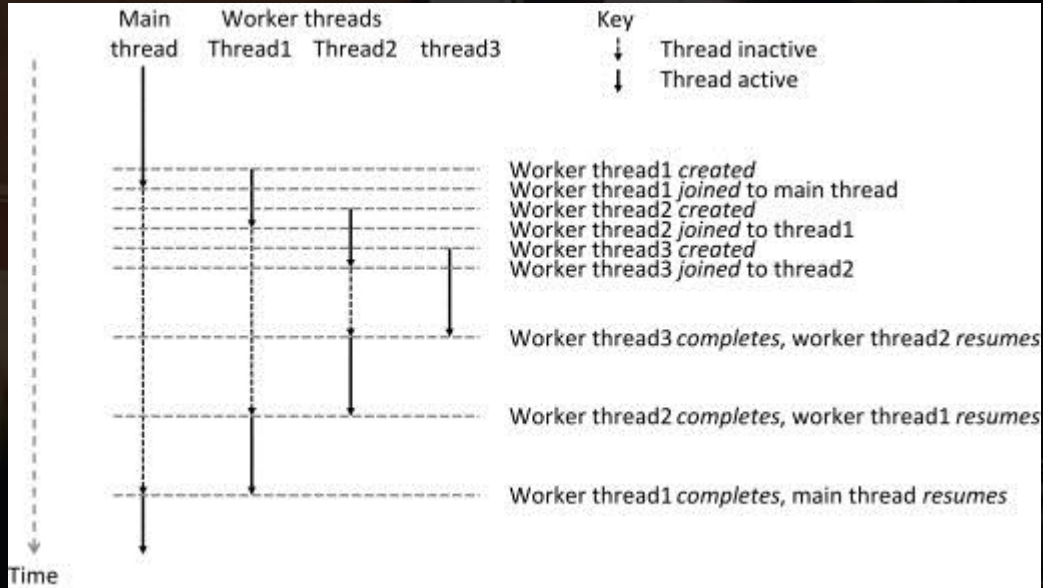 Main Worker threads Key
thread Thread1 Thread2 thread3
Thread inactive
Thread active
Worker thread1 created
Worker thread1 joined to main thread
Worker thread2 created
Worker thread2 joined to thread1
Worker thread3 created
Worker thread3 joined to thread2
Worker thread3 completes, worker thread2 resumes
Worker thread2 completes, worker thread1 resumes
Worker thread1 completes, main thread resumes
Time